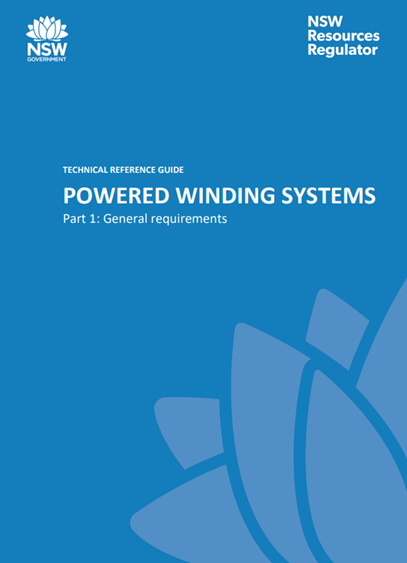 NSW
GOVERNMENT
NSW
Resources
Regulator
TECHNICAL REFERENCE GUIDE
POWERED WINDING SYSTEMS
Part 1: General requirements